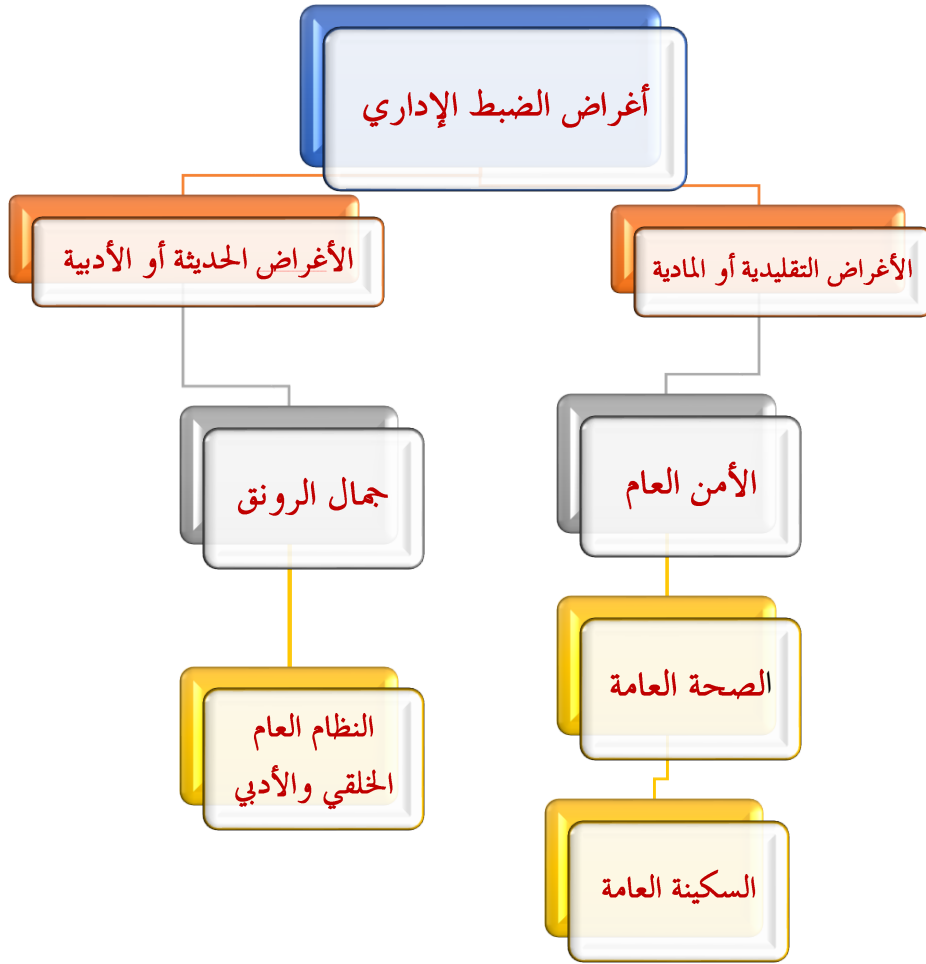 أغراض الضبط الإداري
الأغراض التقليدية أو المادية
الأغراض الحديثة أو الأدبية
الأمن العام
جمال الرونق
الصحة العامة
النظام العام
الخلقي والأدبي
السكينة العامة